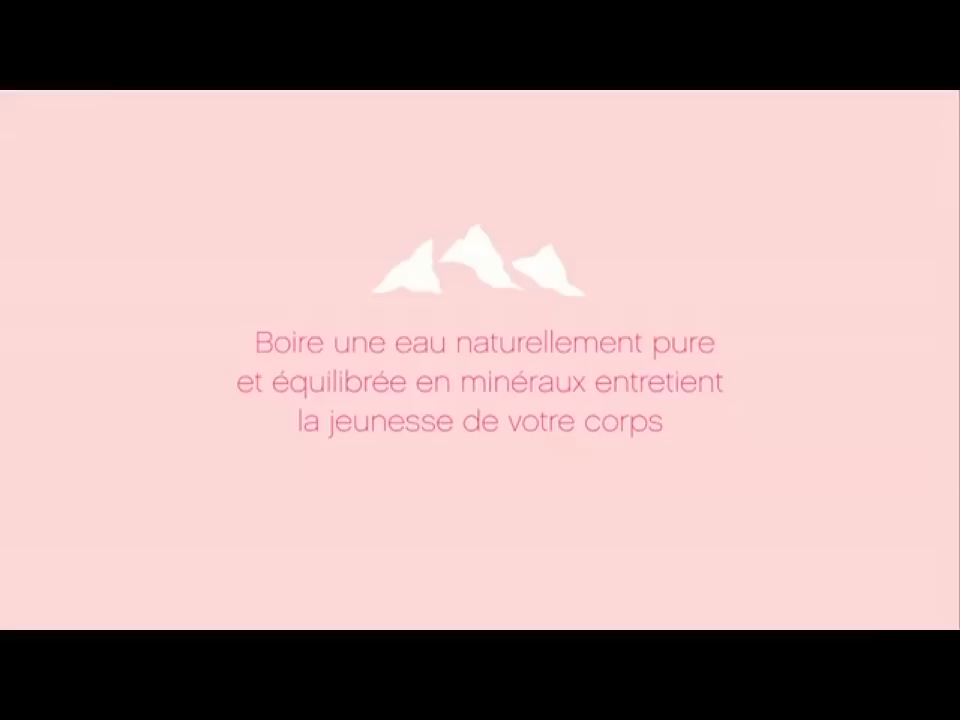 Boire une eau naturellement pure
et équilibrée en minéraux entretient
la jeunesse de votre corps